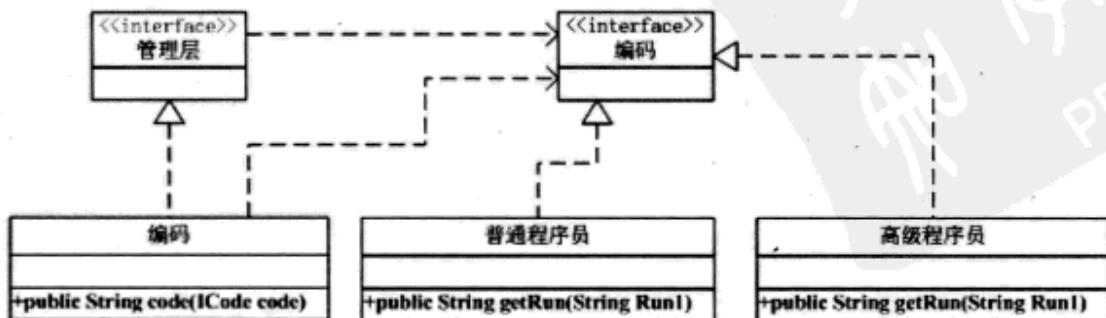 <<interface>>
管理层
<<interface>>
编码
编码
+public String code(ICode code)
普通程序员
+public String getRun(String Run1)
高级程序员
+public String getRun(String Run1)